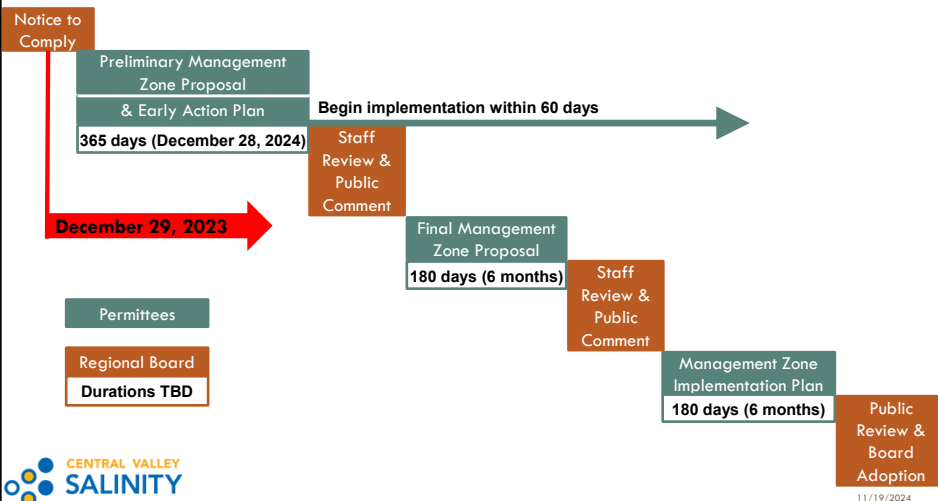 Notice to
Comply
Preliminary Management
Zone Proposal
& Early Action Plan
365 days (December 28, 2024)
Begin implementation within 60 days
Staff
Review &
Public
Comment
December 29, 2023
Final Management
Zone Proposal
180 days (6 months)
Staff
Review &
Public
Comment
Permittees
Regional Board
Durations TBD
Management Zone
Implementation Plan
180 days (6 months)
Public
Review &
Board
Adoption
CENTRAL VALLEY
SALINITY
11/19/2024